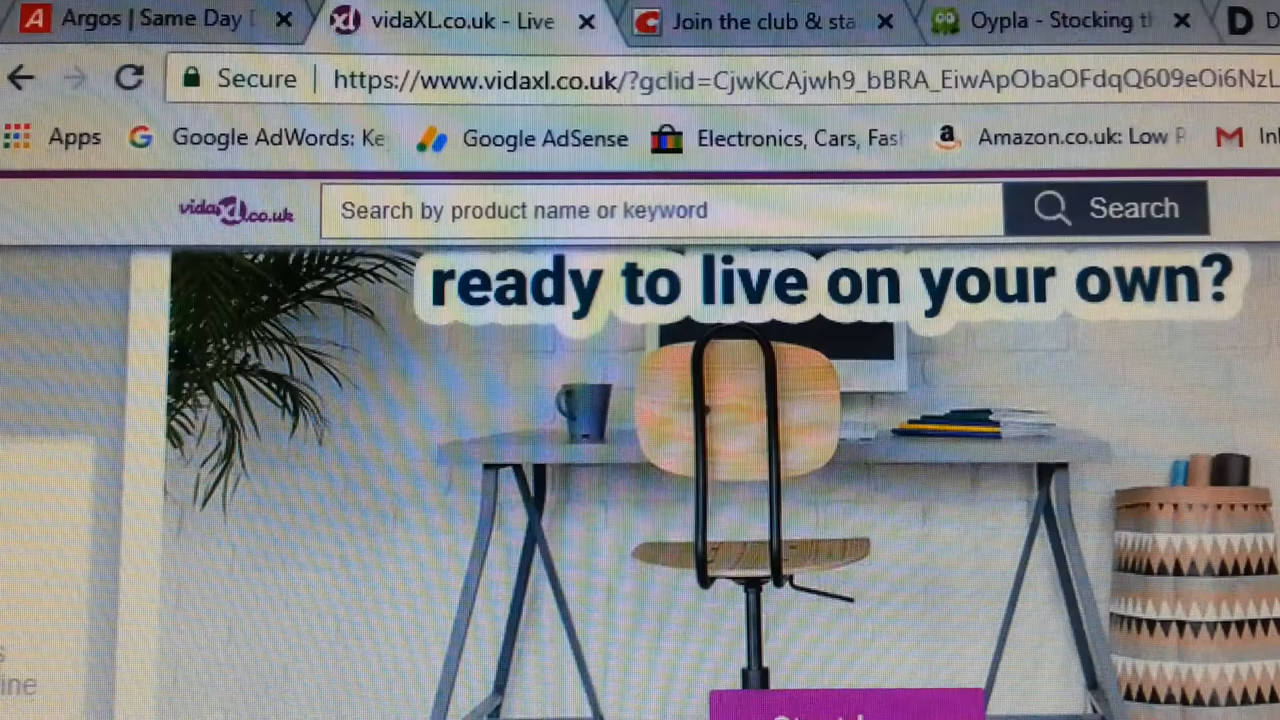 Argos | Same Day
vidaXL.co.uk - Live
Join the club & sta
Oypla - Stocking t
Secure
https://www.vidaxl.co.uk/?gclid=CjwKCAjwh9_bBRA_EiwApObaOFdqQ609eOi6NzL
Apps
Google AdWords: Ke
Google AdSense
Electronics, Cars, Fas
Amazon.co.uk: Low P
In
vidaxl.co.uk
Search by product name or keyword
Search
ready to live on your own?
ine